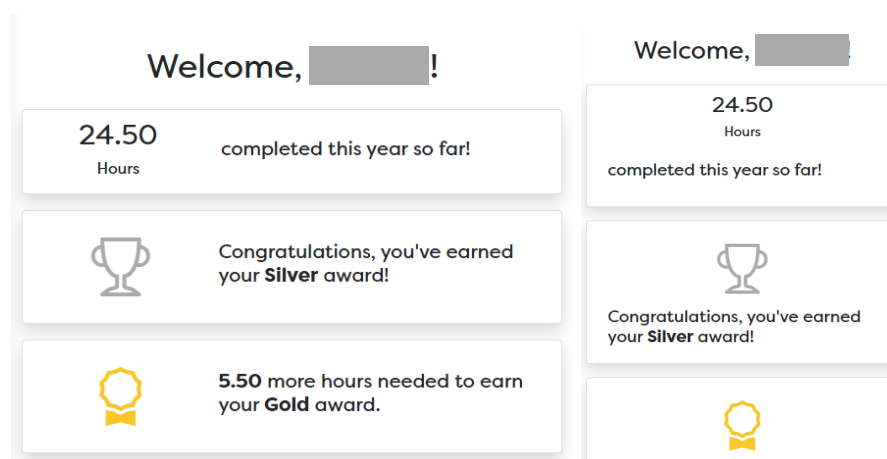 Welcome, !
24.50
Hours
completed this year so far!
Congratulations, you've earned
your Silver award!
5.50 more hours needed to earn
your Gold award.
Welcome, !
24.50
Hours
completed this year so far!
Congratulations, you've earned
your Silver award!